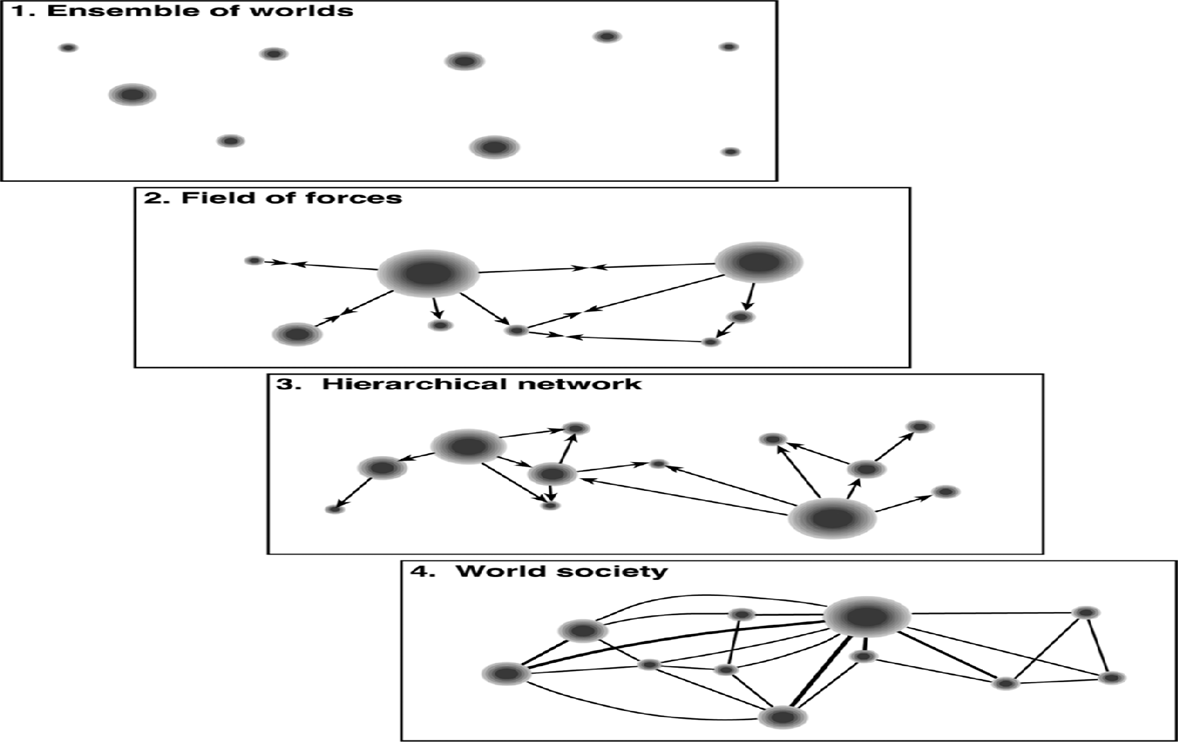 1. Ensemble of worlds
2. Field of forces
3. Hierarchical network
4. World society